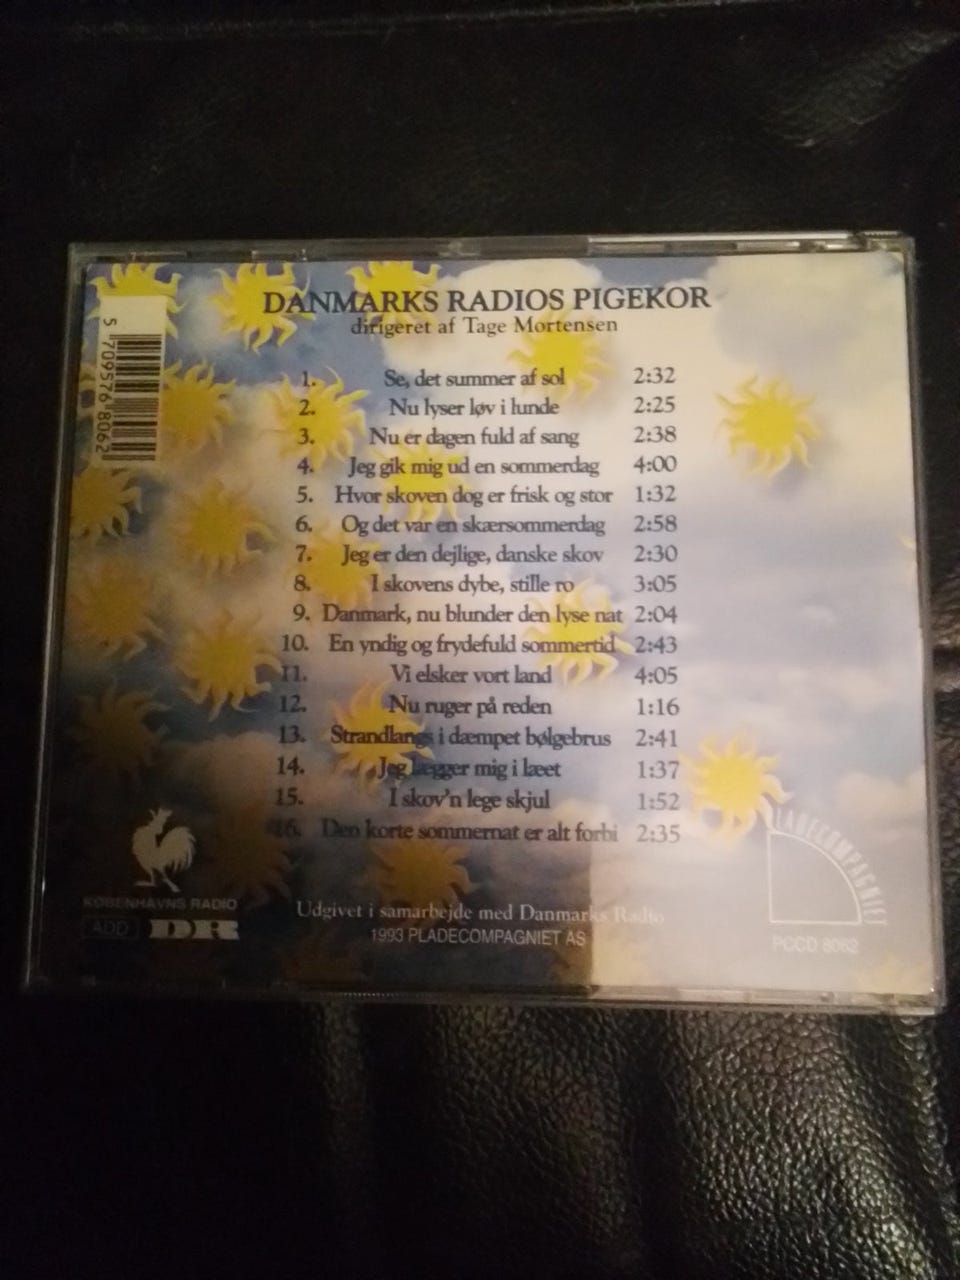 DANMARKS RADIOS PIGEKOR
dirigeret af Tage Mortensen
1. Se, det summer af sol 2:32
2. Nu lyser løv i lunde 2:25
3. Nu er dagen fuld af sang 2:38
4. Jeg gik mig ud en sommerdag 4:00
5. Hvor skoven dog er frisk og stor 1:32
6. Og det var en skærsommerdag 2:58
7. Jeg er den dejlige, danske skov 2:30
8. I skovens dybe, stille ro 3:05
9. Danmark, nu blunder den lyse nat 2:04
10. En yndig og frydefuld sommertid 2:43
11. Vi elsker vort land 4:05
12. Nu ruger på reden 1:16
13. Strandlangs i dæmpet bølgebrus 2:41
14. Jeg lægger mig i læet 1:37
15. I skov'n lege skjul 1:52
16. Den korte sommernat er alt forbi 2:35
Udgivet i samarbejde med Danmarks Radio
1993 PLADECOMPAGNIET AS
KØBENHAVNS RADIO
ADD DR
PLADECOMPAGNIET
PCCD 8062
5 709576 8062